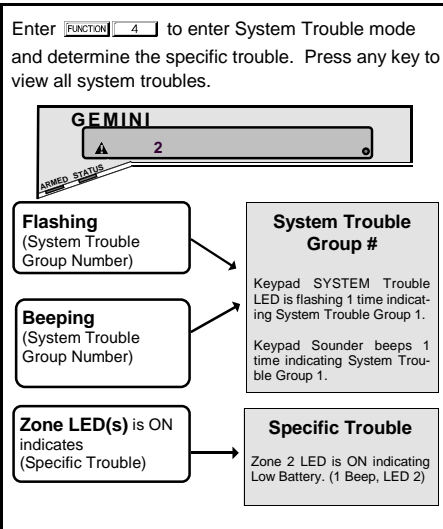 Enter FUNCTION 4 to enter System Trouble mode
and determine the specific trouble. Press any key to
view all system troubles.
GEMINI
2
ARMED STATUS
Flashing
(System Trouble
Group Number)
Beeping
(System Trouble
Group Number)
Zone LED(s) is ON
indicates
(Specific Trouble)
System Trouble
Group #
Keypad SYSTEM Trouble
LED is flashing 1 time indicat-
ing System Trouble Group 1.
Keypad Sounder beeps 1
time indicating System Trou-
ble Group 1.
Specific Trouble
Zone 2 LED is ON indicating
Low Battery. (1 Beep, LED 2)